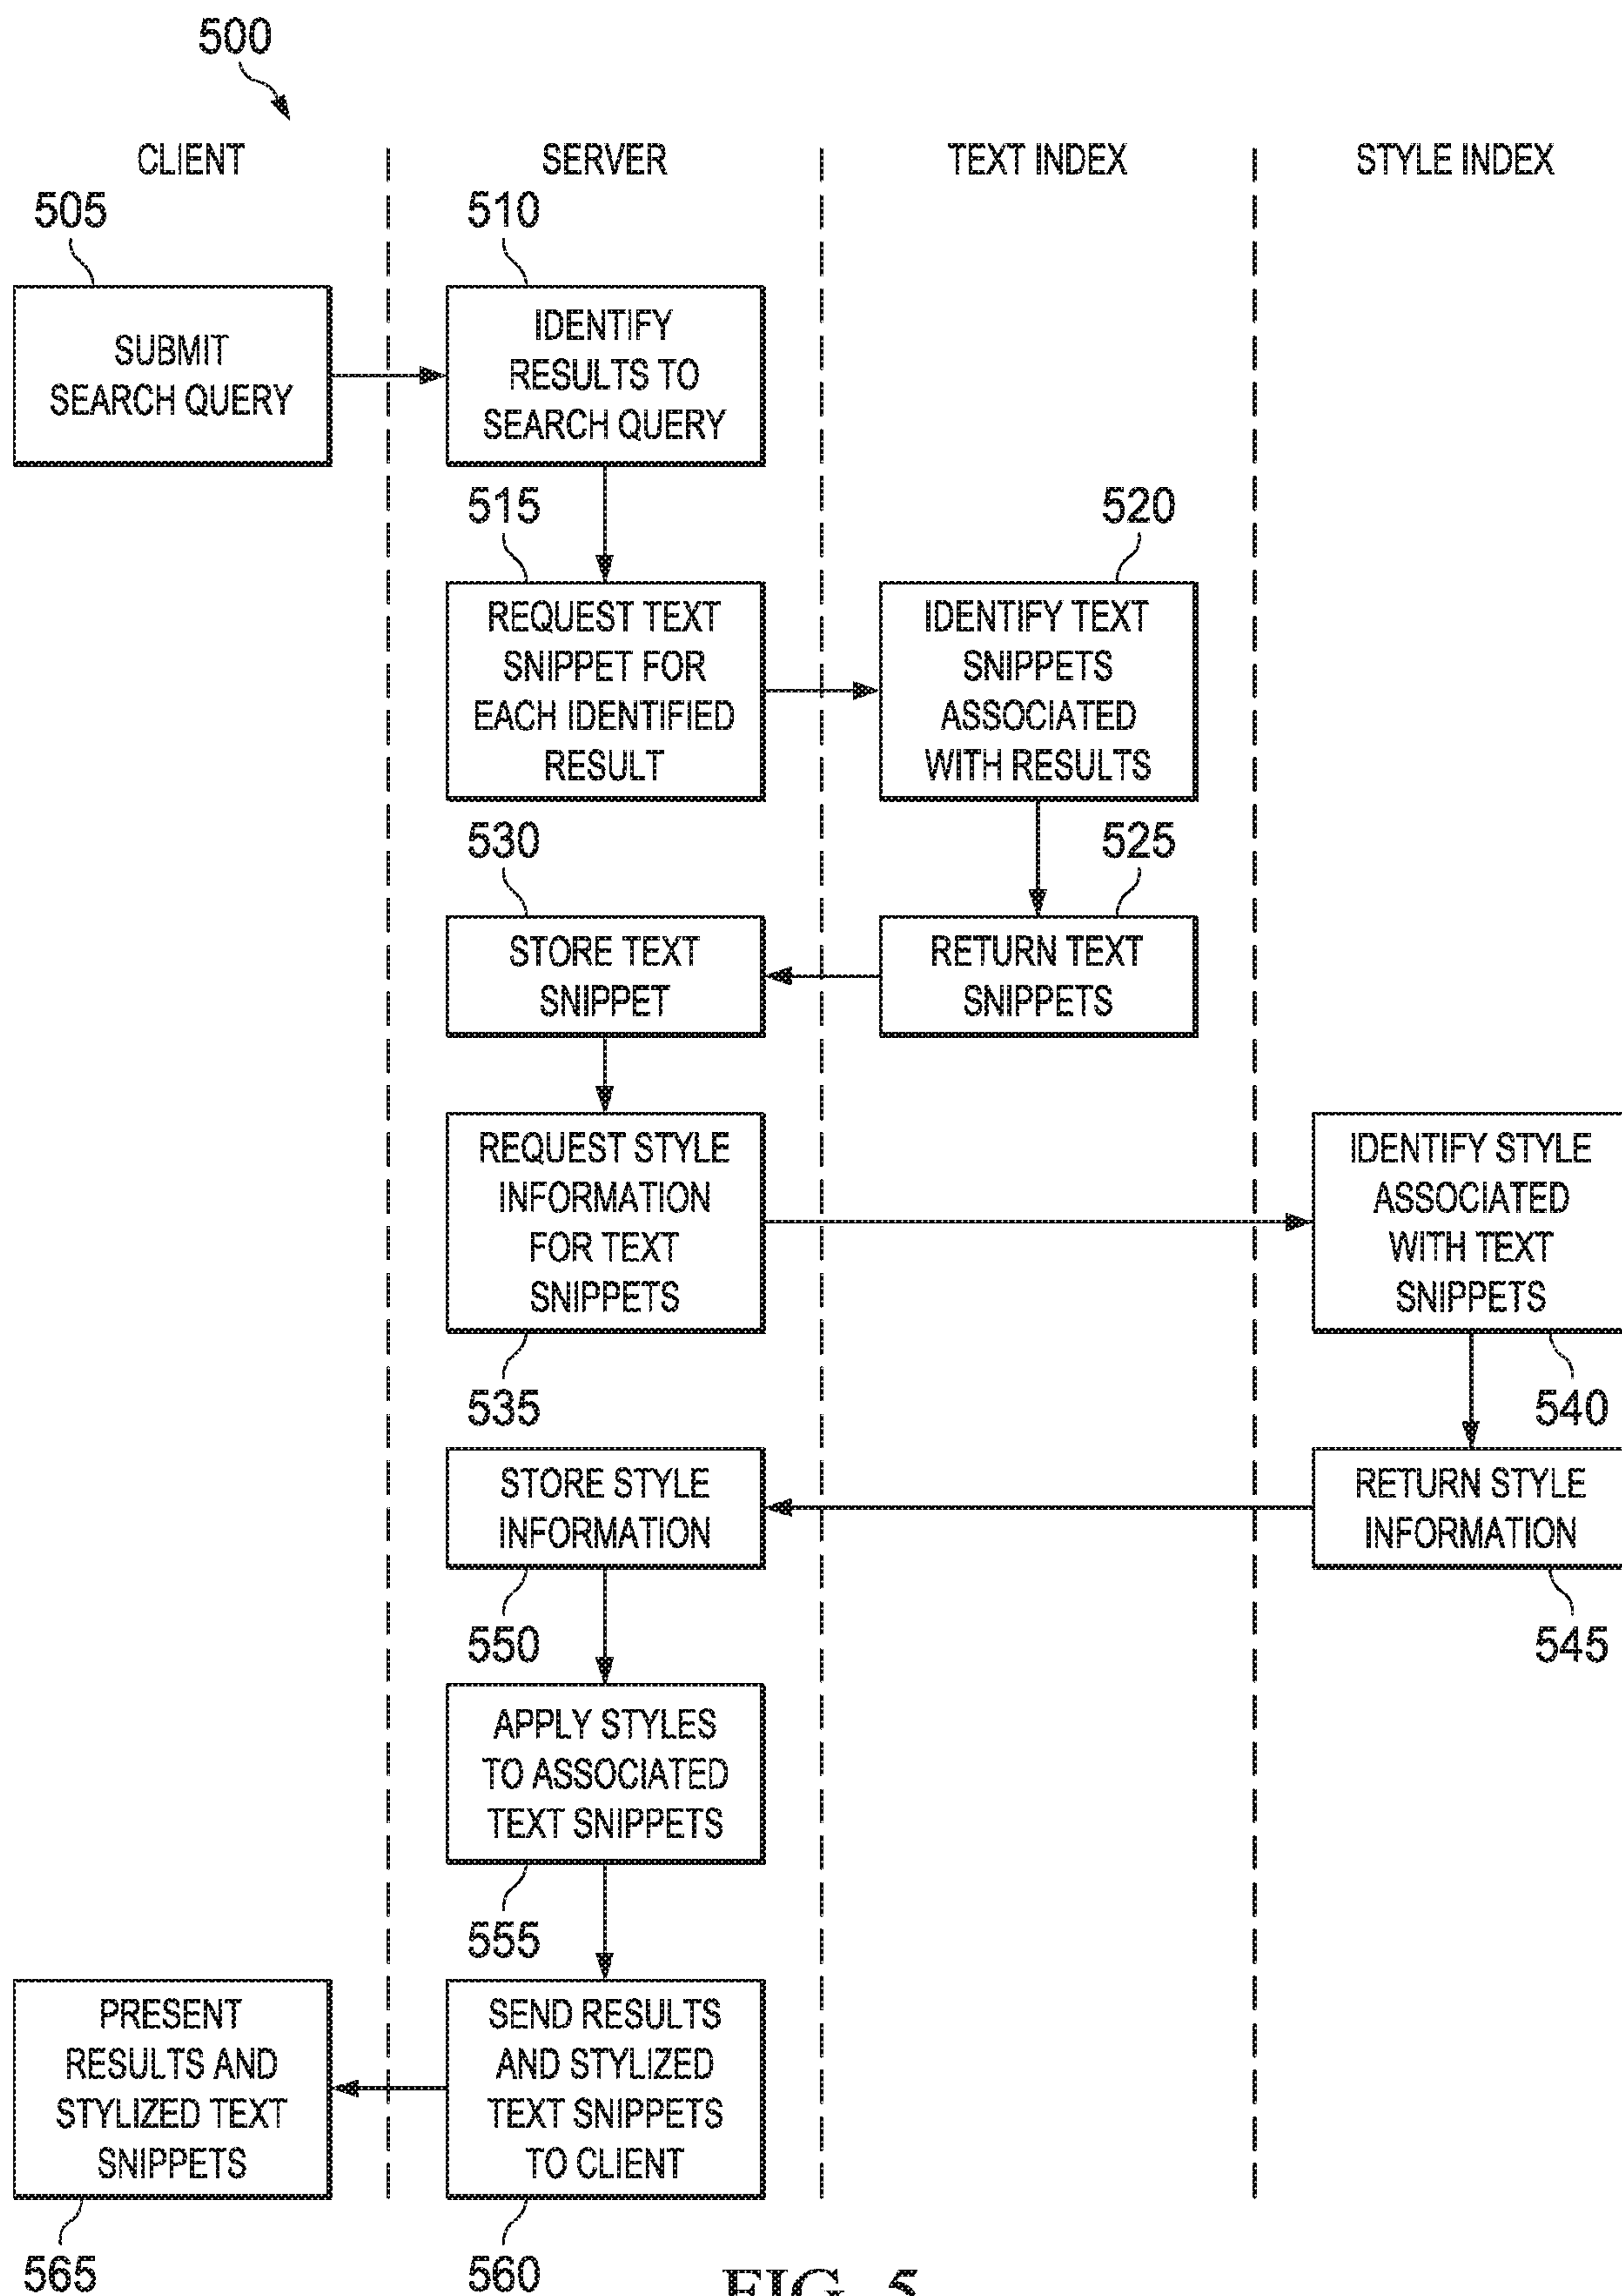 500
CLIENT
SERVER
TEXT INDEX
STYLE INDEX
505
SUBMIT
SEARCH QUERY
510
IDENTIFY
RESULTS TO
SEARCH QUERY
515
REQUEST TEXT
SNIPPET FOR
EACH IDENTIFIED
RESULT
520
IDENTIFY TEXT
SNIPPETS
ASSOCIATED
WITH RESULTS
530
STORE TEXT
SNIPPET
525
RETURN TEXT
SNIPPETS
REQUEST STYLE
INFORMATION
FOR TEXT
SNIPPETS
535
IDENTIFY STYLE
ASSOCIATED
WITH TEXT
SNIPPETS
540
STORE STYLE
INFORMATION
550
RETURN STYLE
INFORMATION
545
APPLY STYLES
TO ASSOCIATED
TEXT SNIPPETS
555
PRESENT
RESULTS AND
STYLIZED TEXT
SNIPPETS
565
SEND RESULTS
AND STYLIZED
TEXT SNIPPETS
TO CLIENT
560
FIG. 5